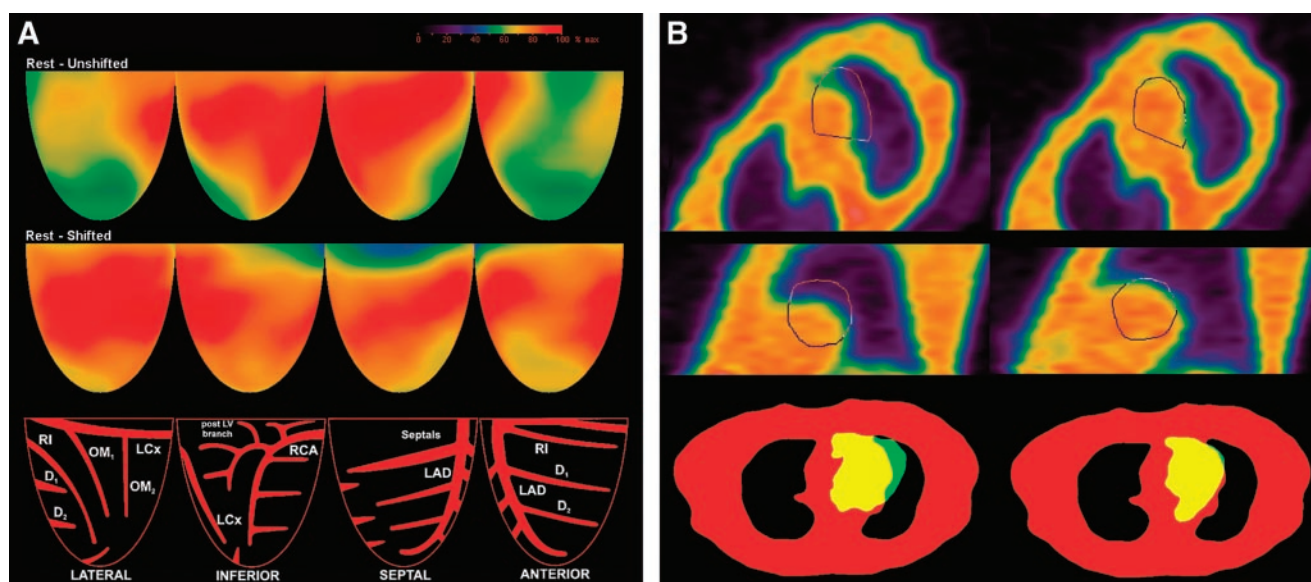 A
0 20 40 60 80 100 % max
Rest - Unshifted
Rest - Shifted
RI
OM1
LCx
D1
OM2
D2
LATERAL
post LV
branch
RCA
LCx
INFERIOR
Septals
LAD
SEPTAL
RI
D1
LAD
D2
ANTERIOR
B